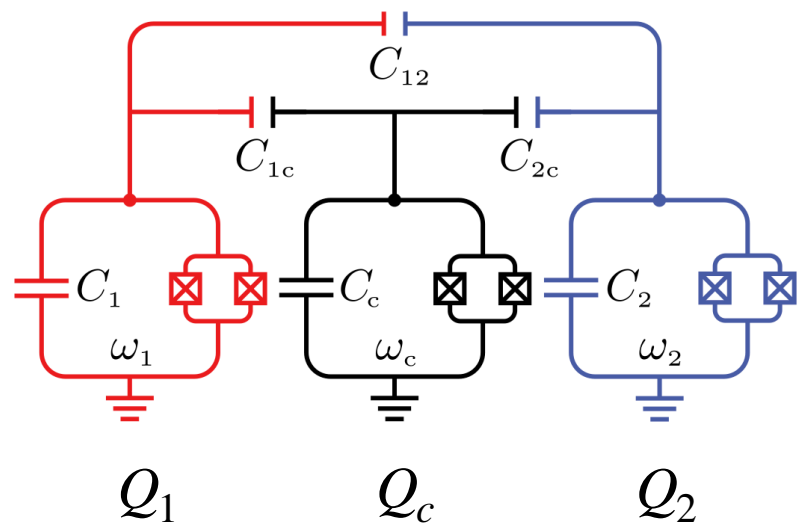 C₁₂
C₁c C₂c
C₁ Cc C₂
ω₁ ωc ω₂
Q₁ Qc Q₂